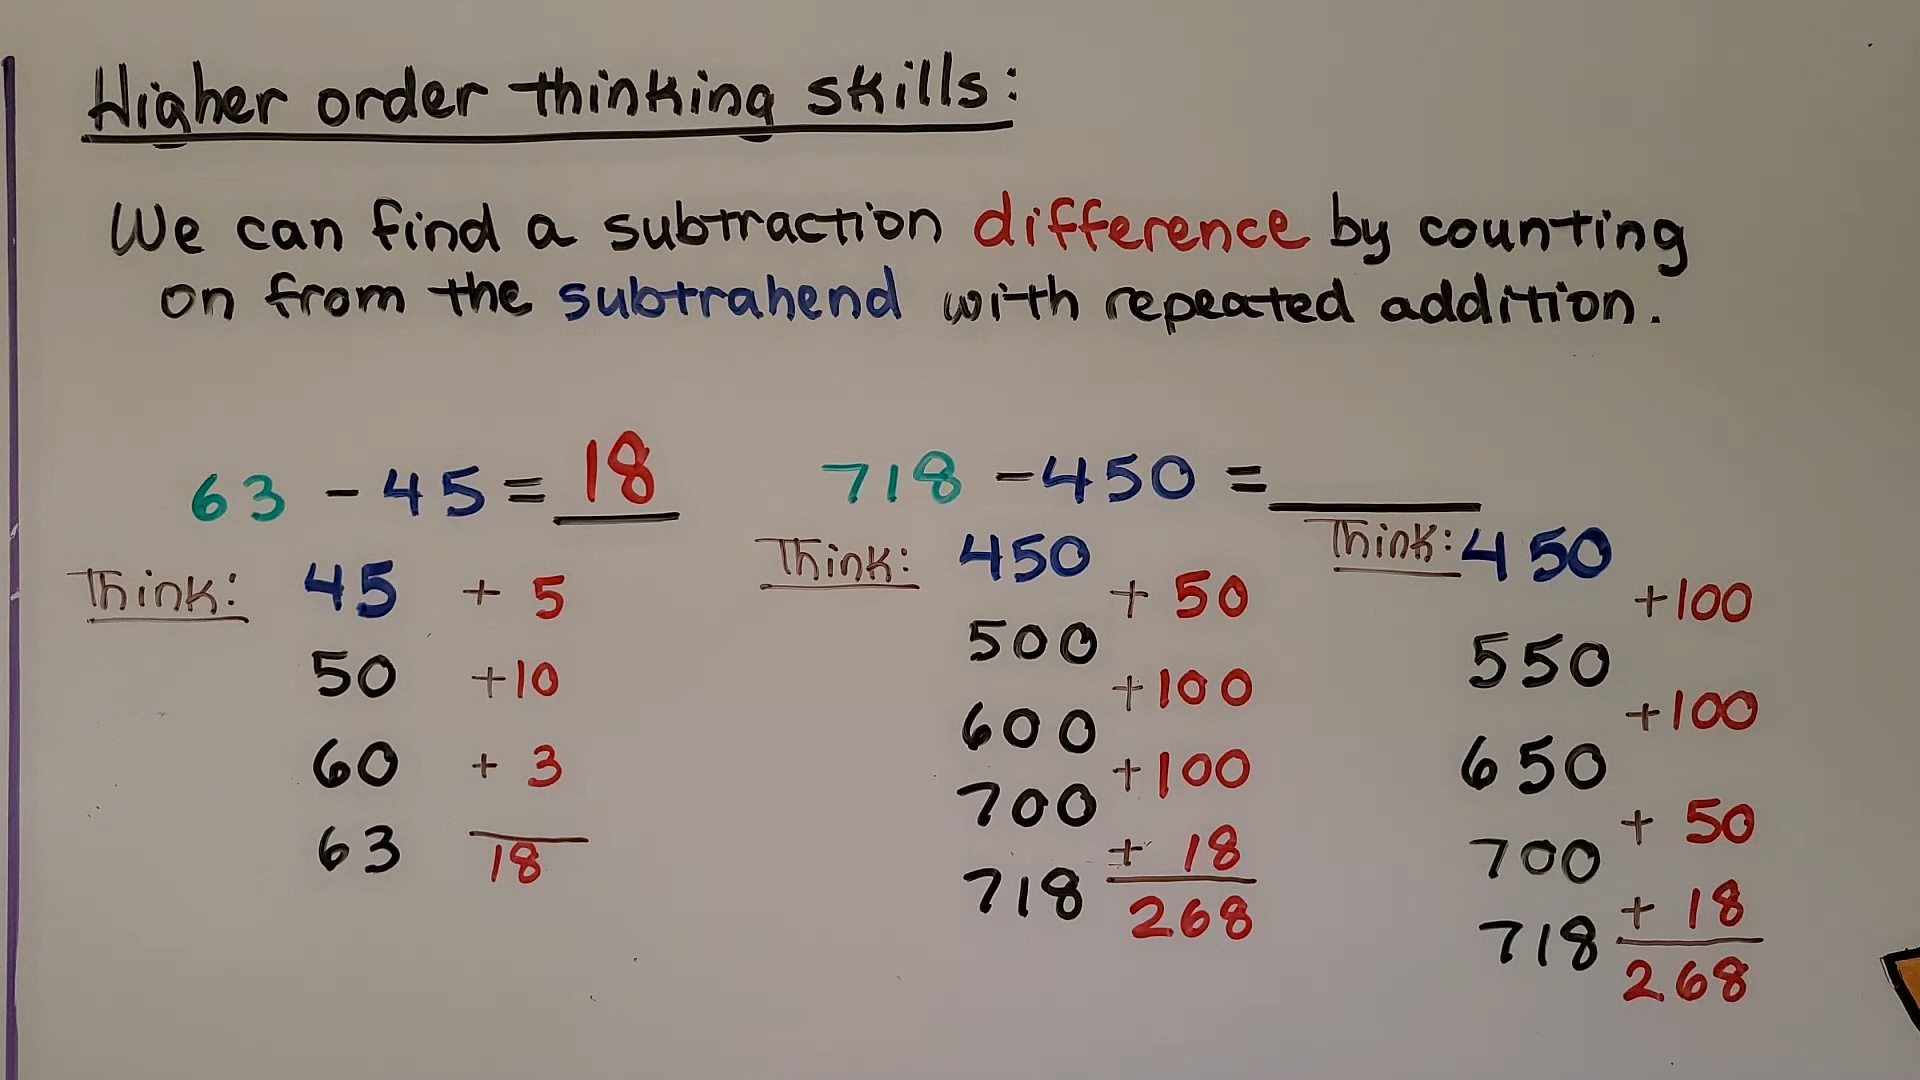 Higher order thinking skills:
We can find a subtraction difference by counting
on from the subtrahend with repeated addition.
63 - 45 = 18
Think: 45 + 5
50 +10
60 + 3
63 18
718 - 450 = ____
Think: 450
+ 50
500
+100
600
+100
700
+ 18
718
268
Think: 450
+100
550
+100
650
+ 50
700
+ 18
718
268